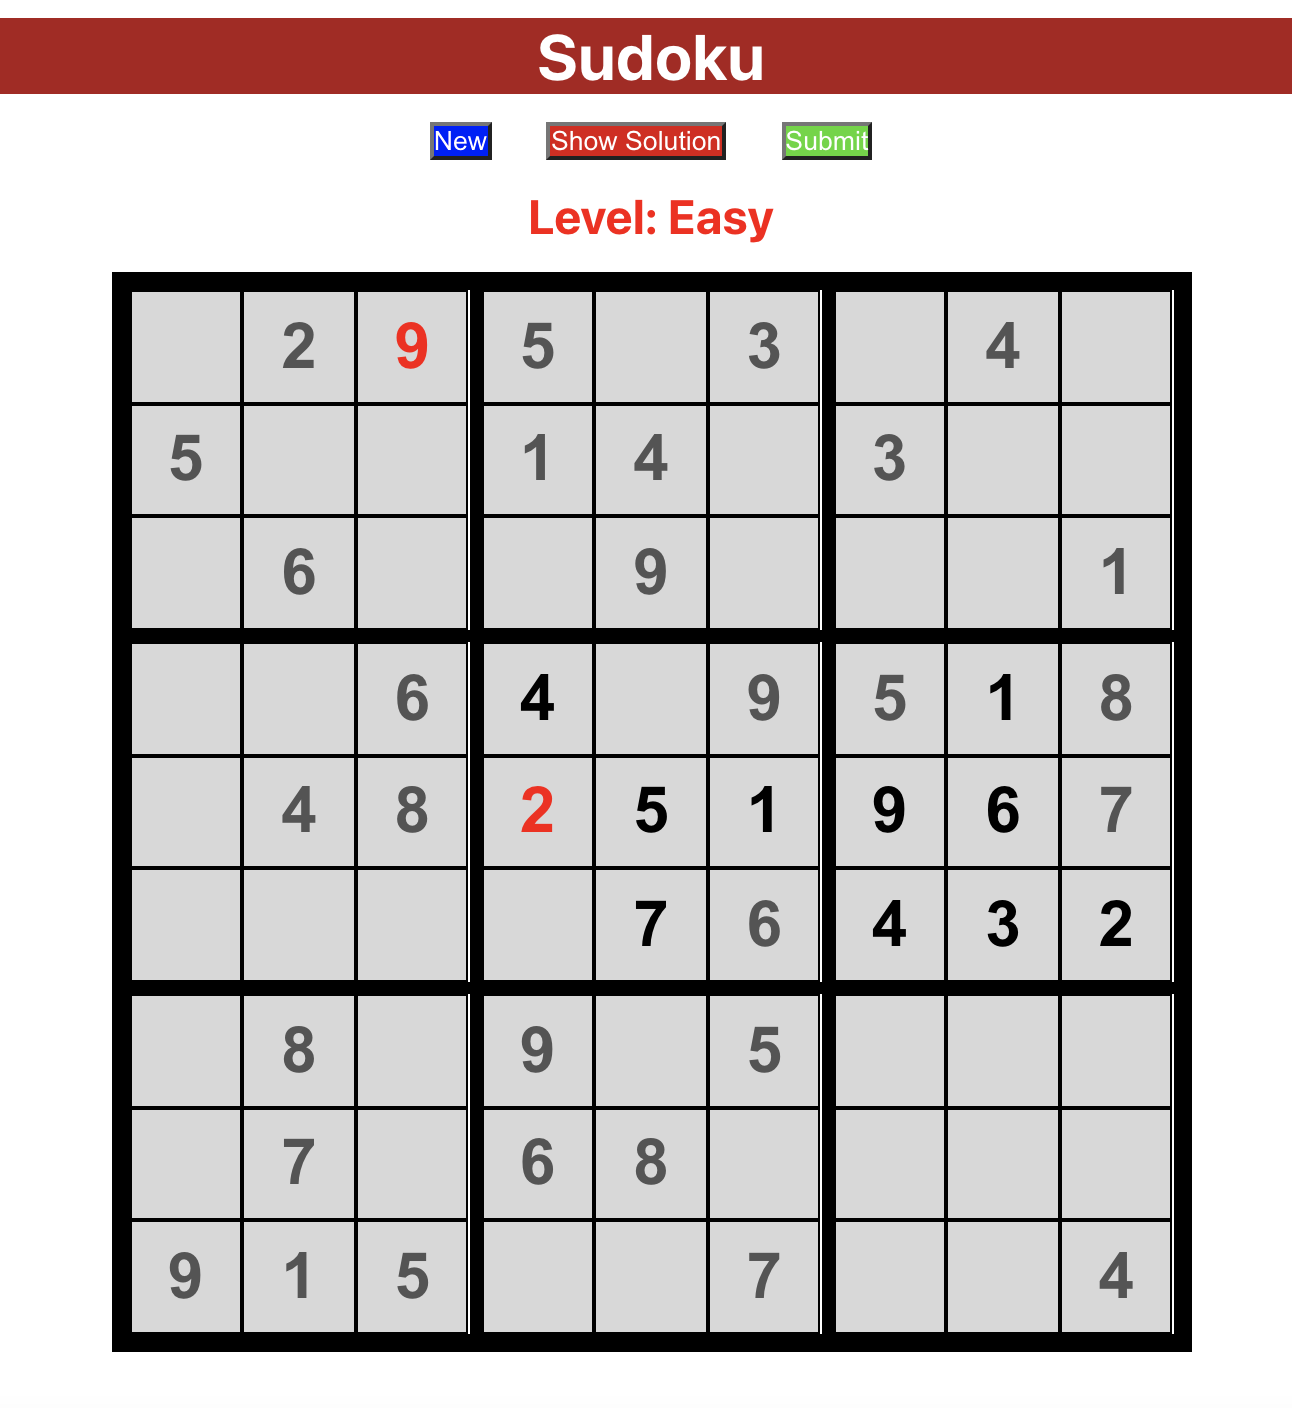 Sudoku
New Show Solution Submit
Level: Easy
2 9 5 3 4
5 1 4 3
6 9 1
6 4 9 5 1 8
4 8 2 5 1 9 6 7
7 6 4 3 2
8 9 5
7 6 8
9 1 5 7 4